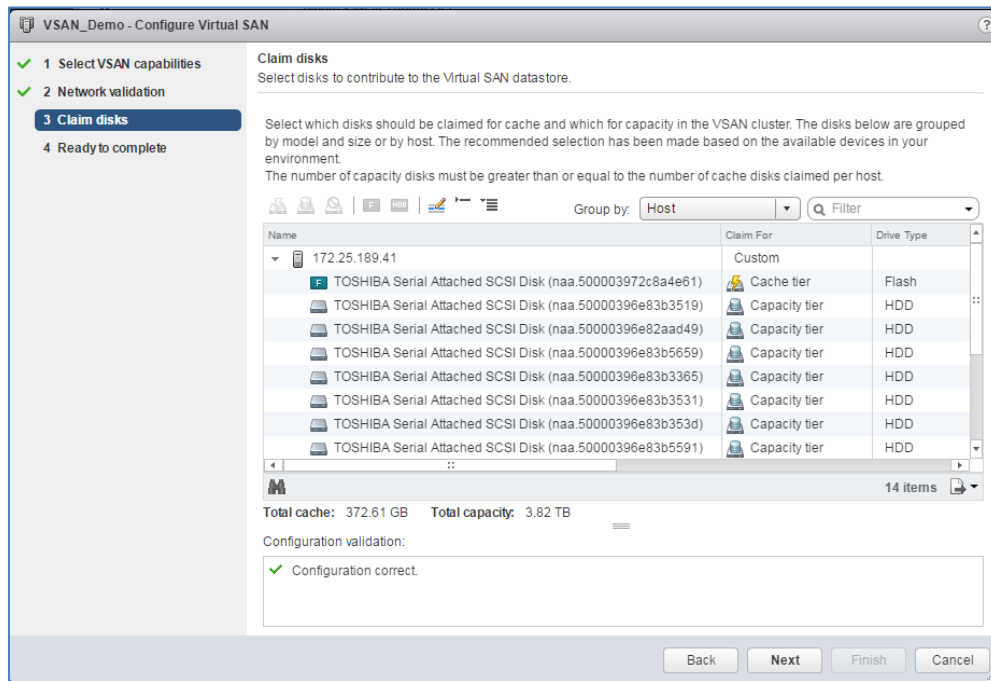 VSAN_Demo - Configure Virtual SAN
?
1 Select VSAN capabilities
2 Network validation
3 Claim disks
4 Ready to complete
Claim disks
Select disks to contribute to the Virtual SAN datastore.
Select which disks should be claimed for cache and which for capacity in the VSAN cluster. The disks below are grouped
by model and size or by host. The recommended selection has been made based on the available devices in your
environment.
The number of capacity disks must be greater than or equal to the number of cache disks claimed per host.
F HDD Group by: Host Filter
Name Claim For Drive Type
172.25.189.41 Custom
F TOSHIBA Serial Attached SCSI Disk (naa.500003972c8a4e61) Cache tier Flash
TOSHIBA Serial Attached SCSI Disk (naa.50000396e83b3519) Capacity tier HDD
TOSHIBA Serial Attached SCSI Disk (naa.50000396e82aad49) Capacity tier HDD
TOSHIBA Serial Attached SCSI Disk (naa.50000396e83b5659) Capacity tier HDD
TOSHIBA Serial Attached SCSI Disk (naa.50000396e83b3365) Capacity tier HDD
TOSHIBA Serial Attached SCSI Disk (naa.50000396e83b3531) Capacity tier HDD
TOSHIBA Serial Attached SCSI Disk (naa.50000396e83b353d) Capacity tier HDD
TOSHIBA Serial Attached SCSI Disk (naa.50000396e83b5591) Capacity tier HDD
14 items
Total cache: 372.61 GB Total capacity: 3.82 TB
Configuration validation:
Configuration correct.
Back Next Finish Cancel